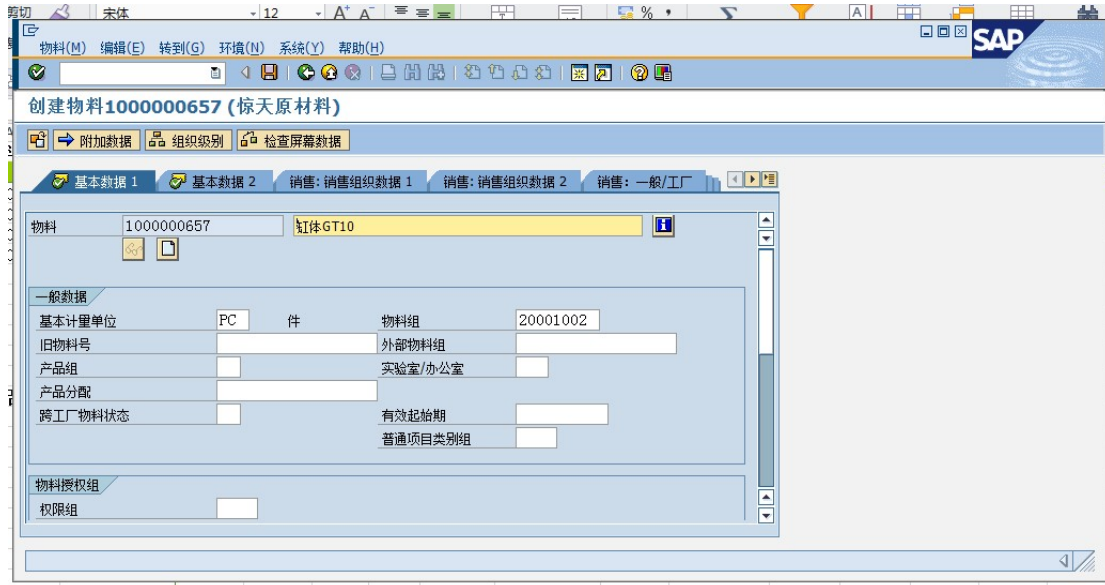 剪切 宋体 12 A A % A
物料(M) 编辑(E) 转到(G) 环境(N) 系统(Y) 帮助(H)
SAP
创建物料1000000657 (惊天原材料)
附加数据 组织级别 检查屏幕数据
基本数据 1 基本数据 2 销售: 销售组织数据 1 销售: 销售组织数据 2 销售: 一般/工厂
物料 1000000657 缸体GT10
一般数据
基本计量单位 PC 件 物料组 20001002
旧物料号 外部物料组
产品组 实验室/办公室
产品分配
跨工厂物料状态 有效起始期
普通项目类别组
物料授权组
权限组